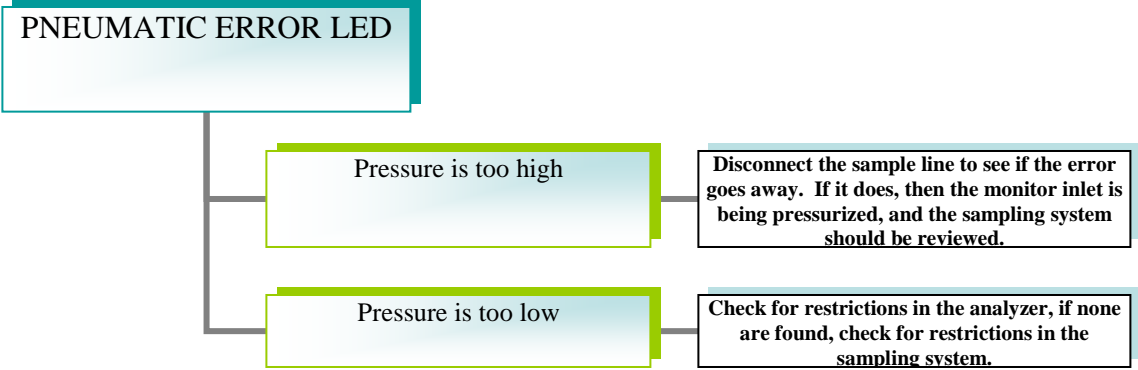 PNEUMATIC ERROR LED
Pressure is too high
Disconnect the sample line to see if the error
goes away. If it does, then the monitor inlet is
being pressurized, and the sampling system
should be reviewed.
Pressure is too low
Check for restrictions in the analyzer, if none
are found, check for restrictions in the
sampling system.